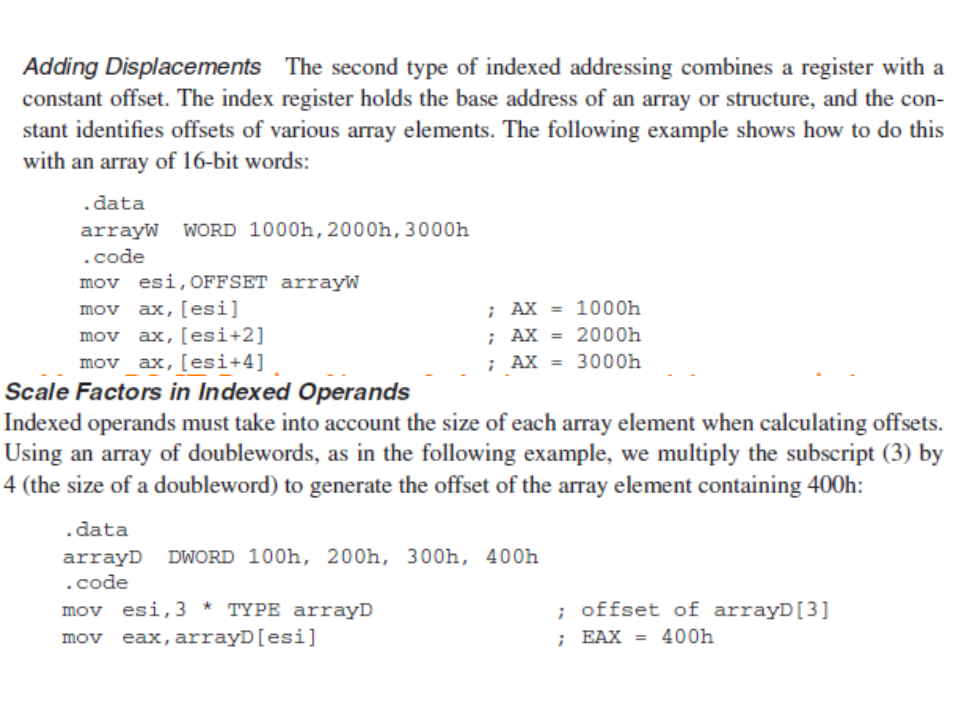 Adding Displacements The second type of indexed addressing combines a register with a
constant offset. The index register holds the base address of an array or structure, and the con-
stant identifies offsets of various array elements. The following example shows how to do this
with an array of 16-bit words:
.data
arrayW WORD 1000h,2000h,3000h
.code
mov esi,OFFSET arrayW
mov ax,[esi] ; AX = 1000h
mov ax,[esi+2] ; AX = 2000h
mov ax,[esi+4] ; AX = 3000h
Scale Factors in Indexed Operands
Indexed operands must take into account the size of each array element when calculating offsets.
Using an array of doublewords, as in the following example, we multiply the subscript (3) by
4 (the size of a doubleword) to generate the offset of the array element containing 400h:
.data
arrayD DWORD 100h, 200h, 300h, 400h
.code
mov esi,3 * TYPE arrayD ; offset of arrayD[3]
mov eax,arrayD[esi] ; EAX = 400h